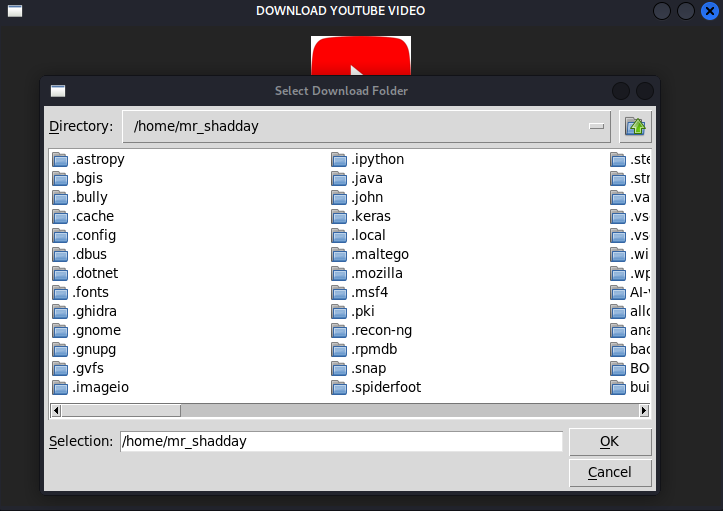 DOWNLOAD YOUTUBE VIDEO
Select Download Folder
Directory: /home/mr_shadday
.astropy
.bgis
.bully
.cache
.config
.dbus
.dotnet
.fonts
.ghidra
.gnome
.gnupg
.gvfs
.imageio
.ipython
.java
.john
.keras
.local
.maltego
.mozilla
.msf4
.pki
.recon-ng
.rpmdb
.snap
.spiderfoot
.ste
.str
.va
.vs
.vs
.wi
.wp
AI-
allo
ana
bac
BO
bui
Selection: /home/mr_shadday
OK
Cancel